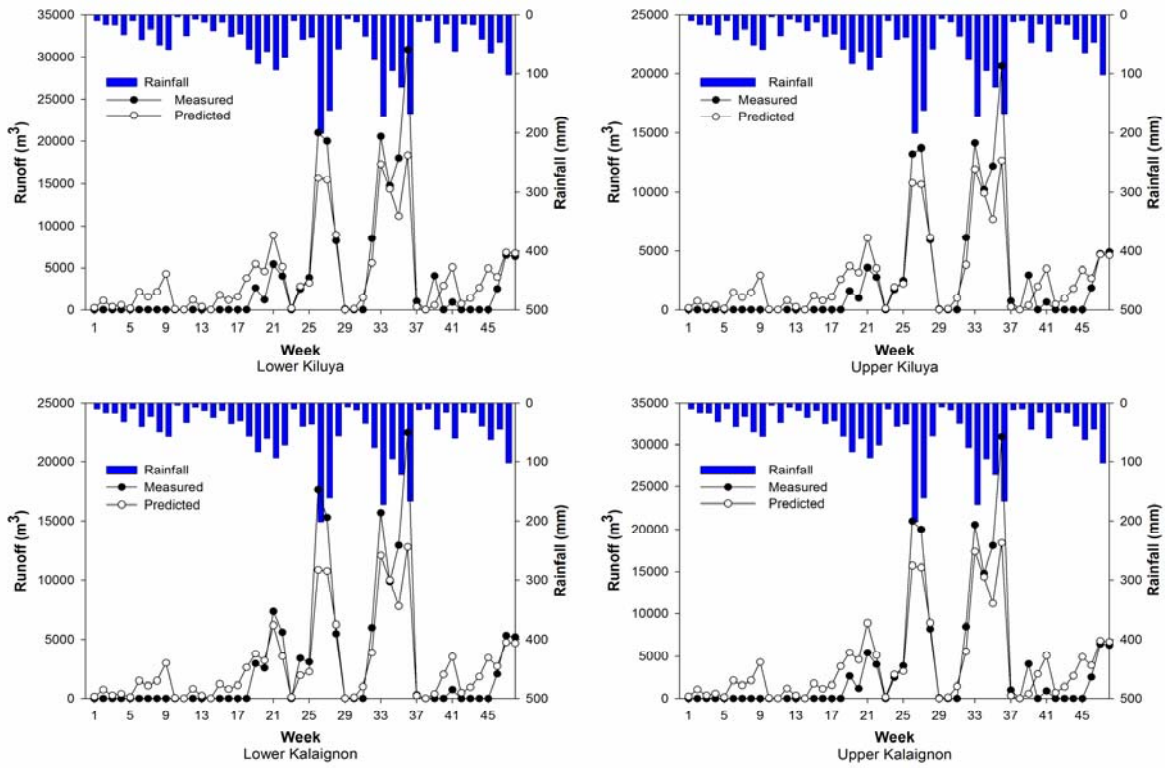 35000
30000
25000
20000
15000
10000
5000
0
Runoff (m³)
Rainfall
Measured
Predicted
0
100
200
300
400
500
Rainfall (mm)
1 5 9 13 17 21 25 29 33 37 41 45
Week
Lower Kiluya
25000
20000
15000
10000
5000
0
Runoff (m³)
Rainfall
Measured
Predicted
0
100
200
300
400
500
Rainfall (mm)
1 5 9 13 17 21 25 29 33 37 41 45
Week
Upper Kiluya
25000
20000
15000
10000
5000
0
Runoff (m³)
Rainfall
Measured
Predicted
0
100
200
300
400
500
Rainfall (mm)
1 5 9 13 17 21 25 29 33 37 41 45
Week
Lower Kalaignon
35000
30000
25000
20000
15000
10000
5000
0
Runoff (m³)
Rainfall
Measured
Predicted
0
100
200
300
400
500
Rainfall (mm)
1 5 9 13 17 21 25 29 33 37 41 45
Week
Upper Kalaignon